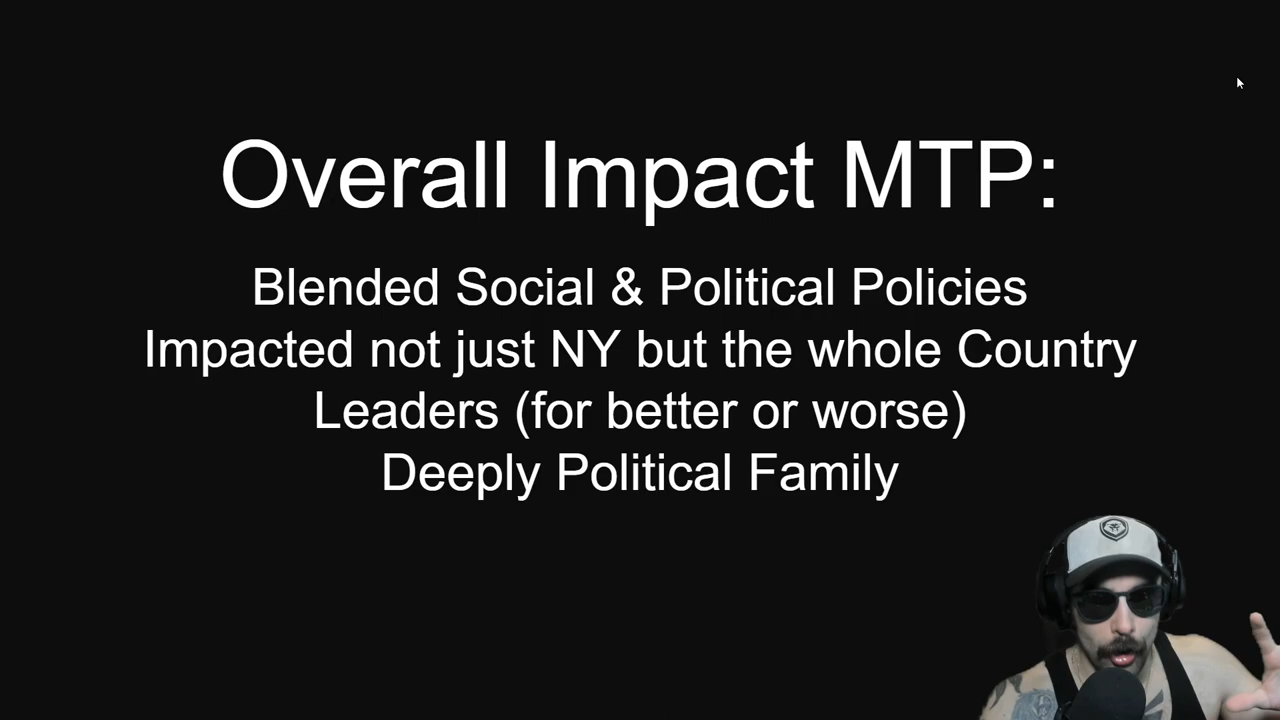 Overall Impact MTP:
Blended Social & Political Policies
Impacted not just NY but the whole Country
Leaders (for better or worse)
Deeply Political Family